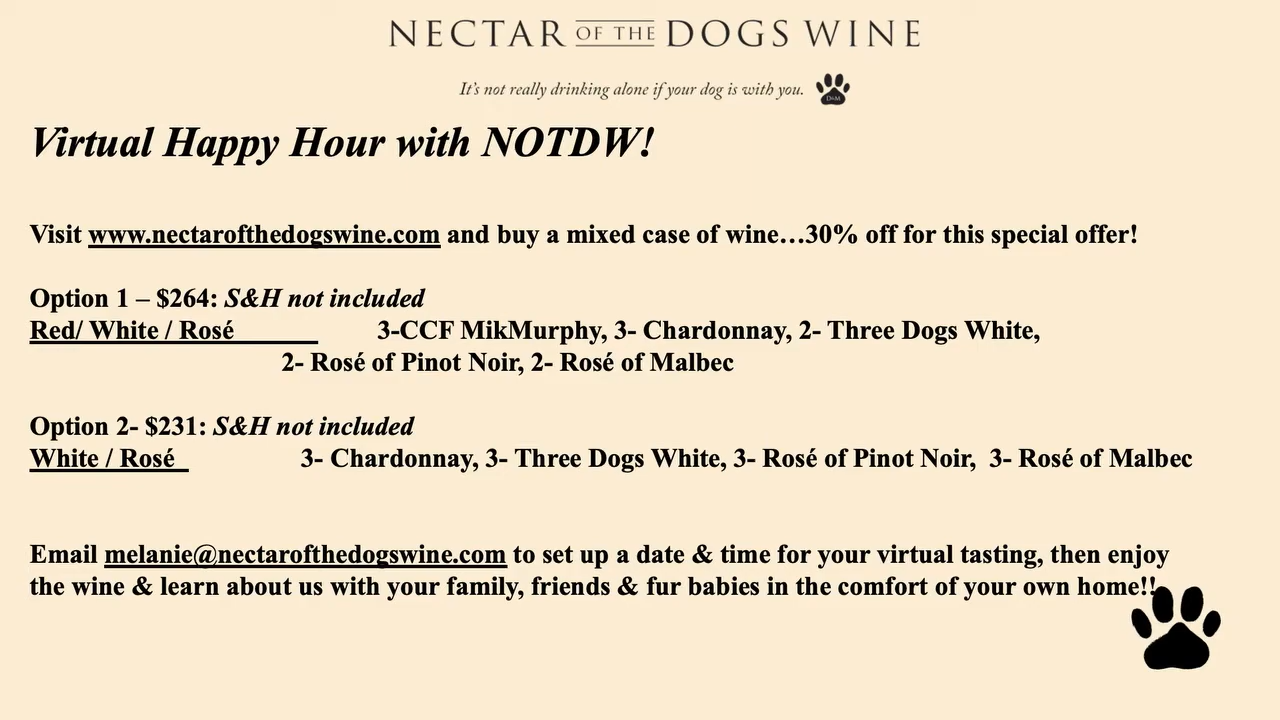 NECTAR OF THE DOGS WINE
It's not really drinking alone if your dog is with you.
D&M
Virtual Happy Hour with NOTDW!
Visit www.nectarofthedogswine.com and buy a mixed case of wine…30% off for this special offer!
Option 1 – $264: S&H not included
Red/ White / Rosé 3-CCF MikMurphy, 3- Chardonnay, 2- Three Dogs White,
2- Rosé of Pinot Noir, 2- Rosé of Malbec
Option 2- $231: S&H not included
White / Rosé 3- Chardonnay, 3- Three Dogs White, 3- Rosé of Pinot Noir, 3- Rosé of Malbec
Email melanie@nectarofthedogswine.com to set up a date & time for your virtual tasting, then enjoy
the wine & learn about us with your family, friends & fur babies in the comfort of your own home!!